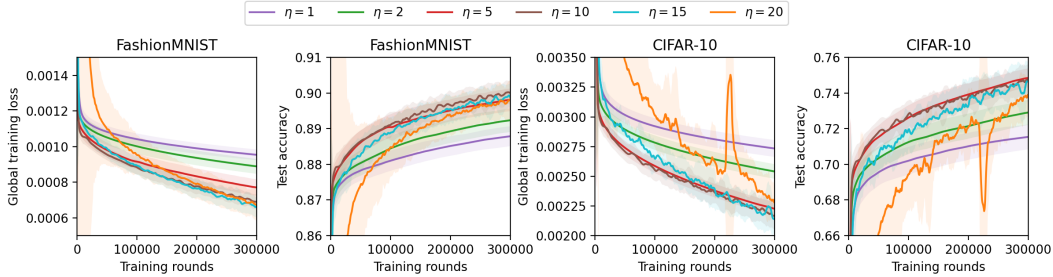 η = 1 η = 2 η = 5 η = 10 η = 15 η = 20
FashionMNIST
Global training loss
0.0014
0.0012
0.0010
0.0008
0.0006
0 100000 200000 300000
Training rounds
FashionMNIST
Test accuracy
0.91
0.90
0.89
0.88
0.87
0.86
0 100000 200000 300000
Training rounds
CIFAR-10
Global training loss
0.00350
0.00325
0.00300
0.00275
0.00250
0.00225
0.00200
0 100000 200000 300000
Training rounds
CIFAR-10
Test accuracy
0.76
0.74
0.72
0.70
0.68
0.66
0 100000 200000 300000
Training rounds